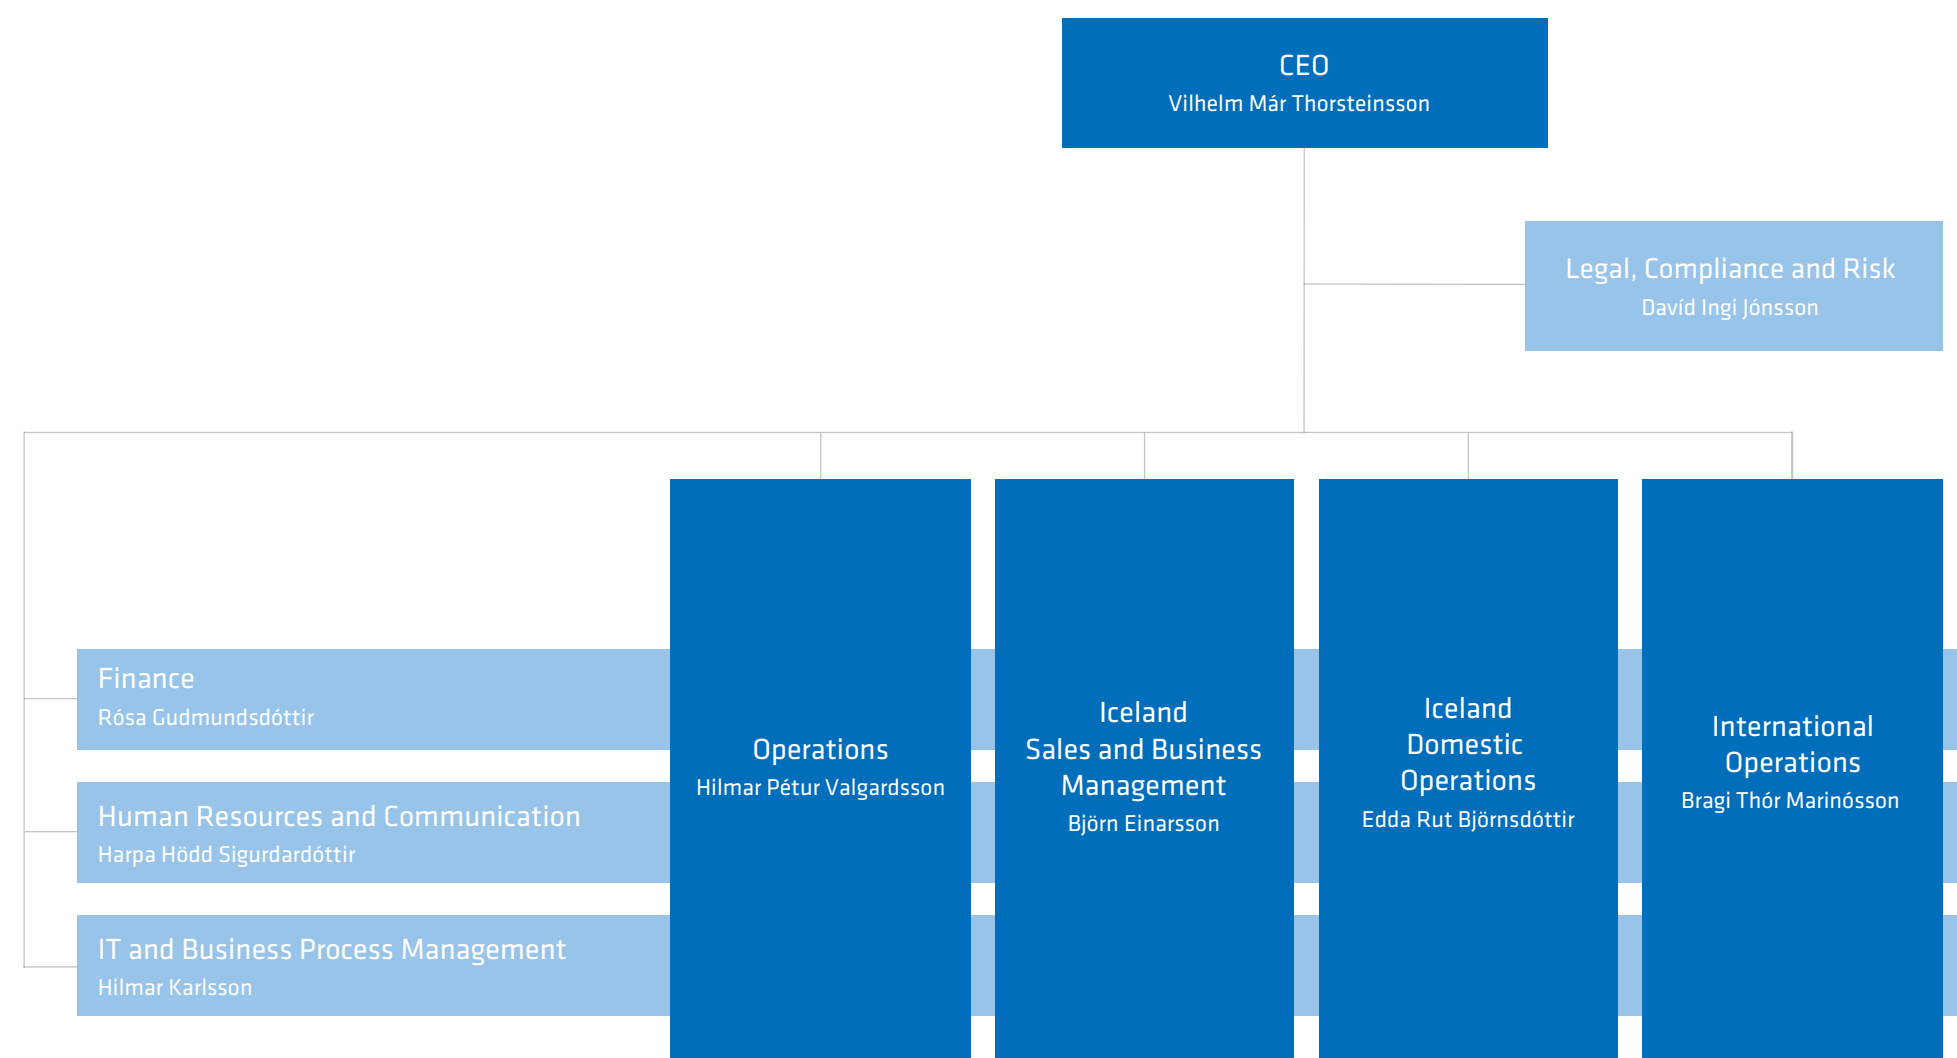 CEO
Vilhelm Már Thorsteinsson
Legal, Compliance and Risk
Davíd Ingi Jónsson
Finance
Rósa Gudmundsdóttir
Human Resources and Communication
Harpa Hödd Sigurdardóttir
IT and Business Process Management
Hilmar Karlsson
Operations
Hilmar Pétur Valgardsson
Iceland
Sales and Business
Management
Björn Einarsson
Iceland
Domestic
Operations
Edda Rut Björnsdóttir
International
Operations
Bragi Thór Marinósson